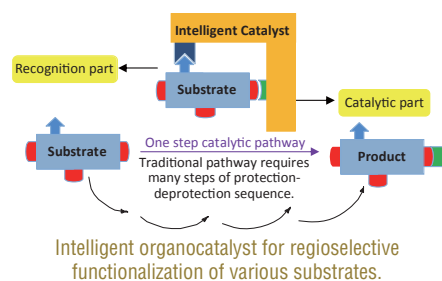 Intelligent Catalyst
Recognition part
Substrate
Catalytic part
Substrate
One step catalytic pathway
Traditional pathway requires
many steps of protection-
deprotection sequence.
Product
Intelligent organocatalyst for regioselective
functionalization of various substrates.